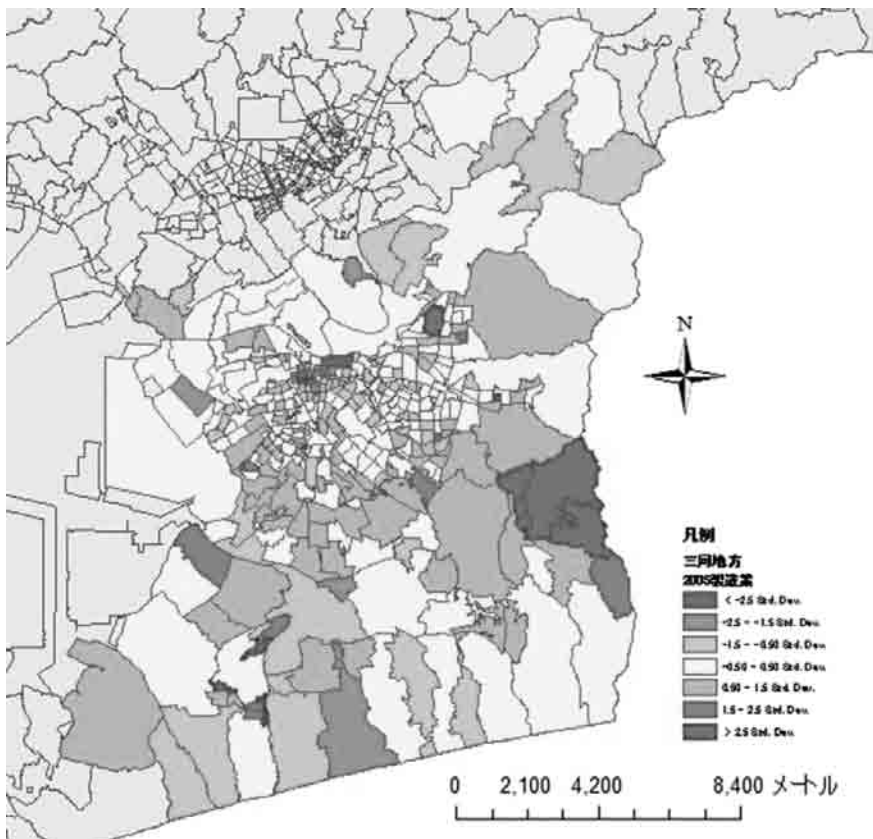 N
凡例
三河地方
2005製造業
< -2.5 Std. Dev.
-2.5 - -1.5 Std. Dev.
-1.5 - -0.50 Std. Dev.
-0.50 - 0.50 Std. Dev.
0.50 - 1.5 Std. Dev.
1.5 - 2.5 Std. Dev.
> 2.5 Std. Dev.
0 2,100 4,200 8,400 メートル